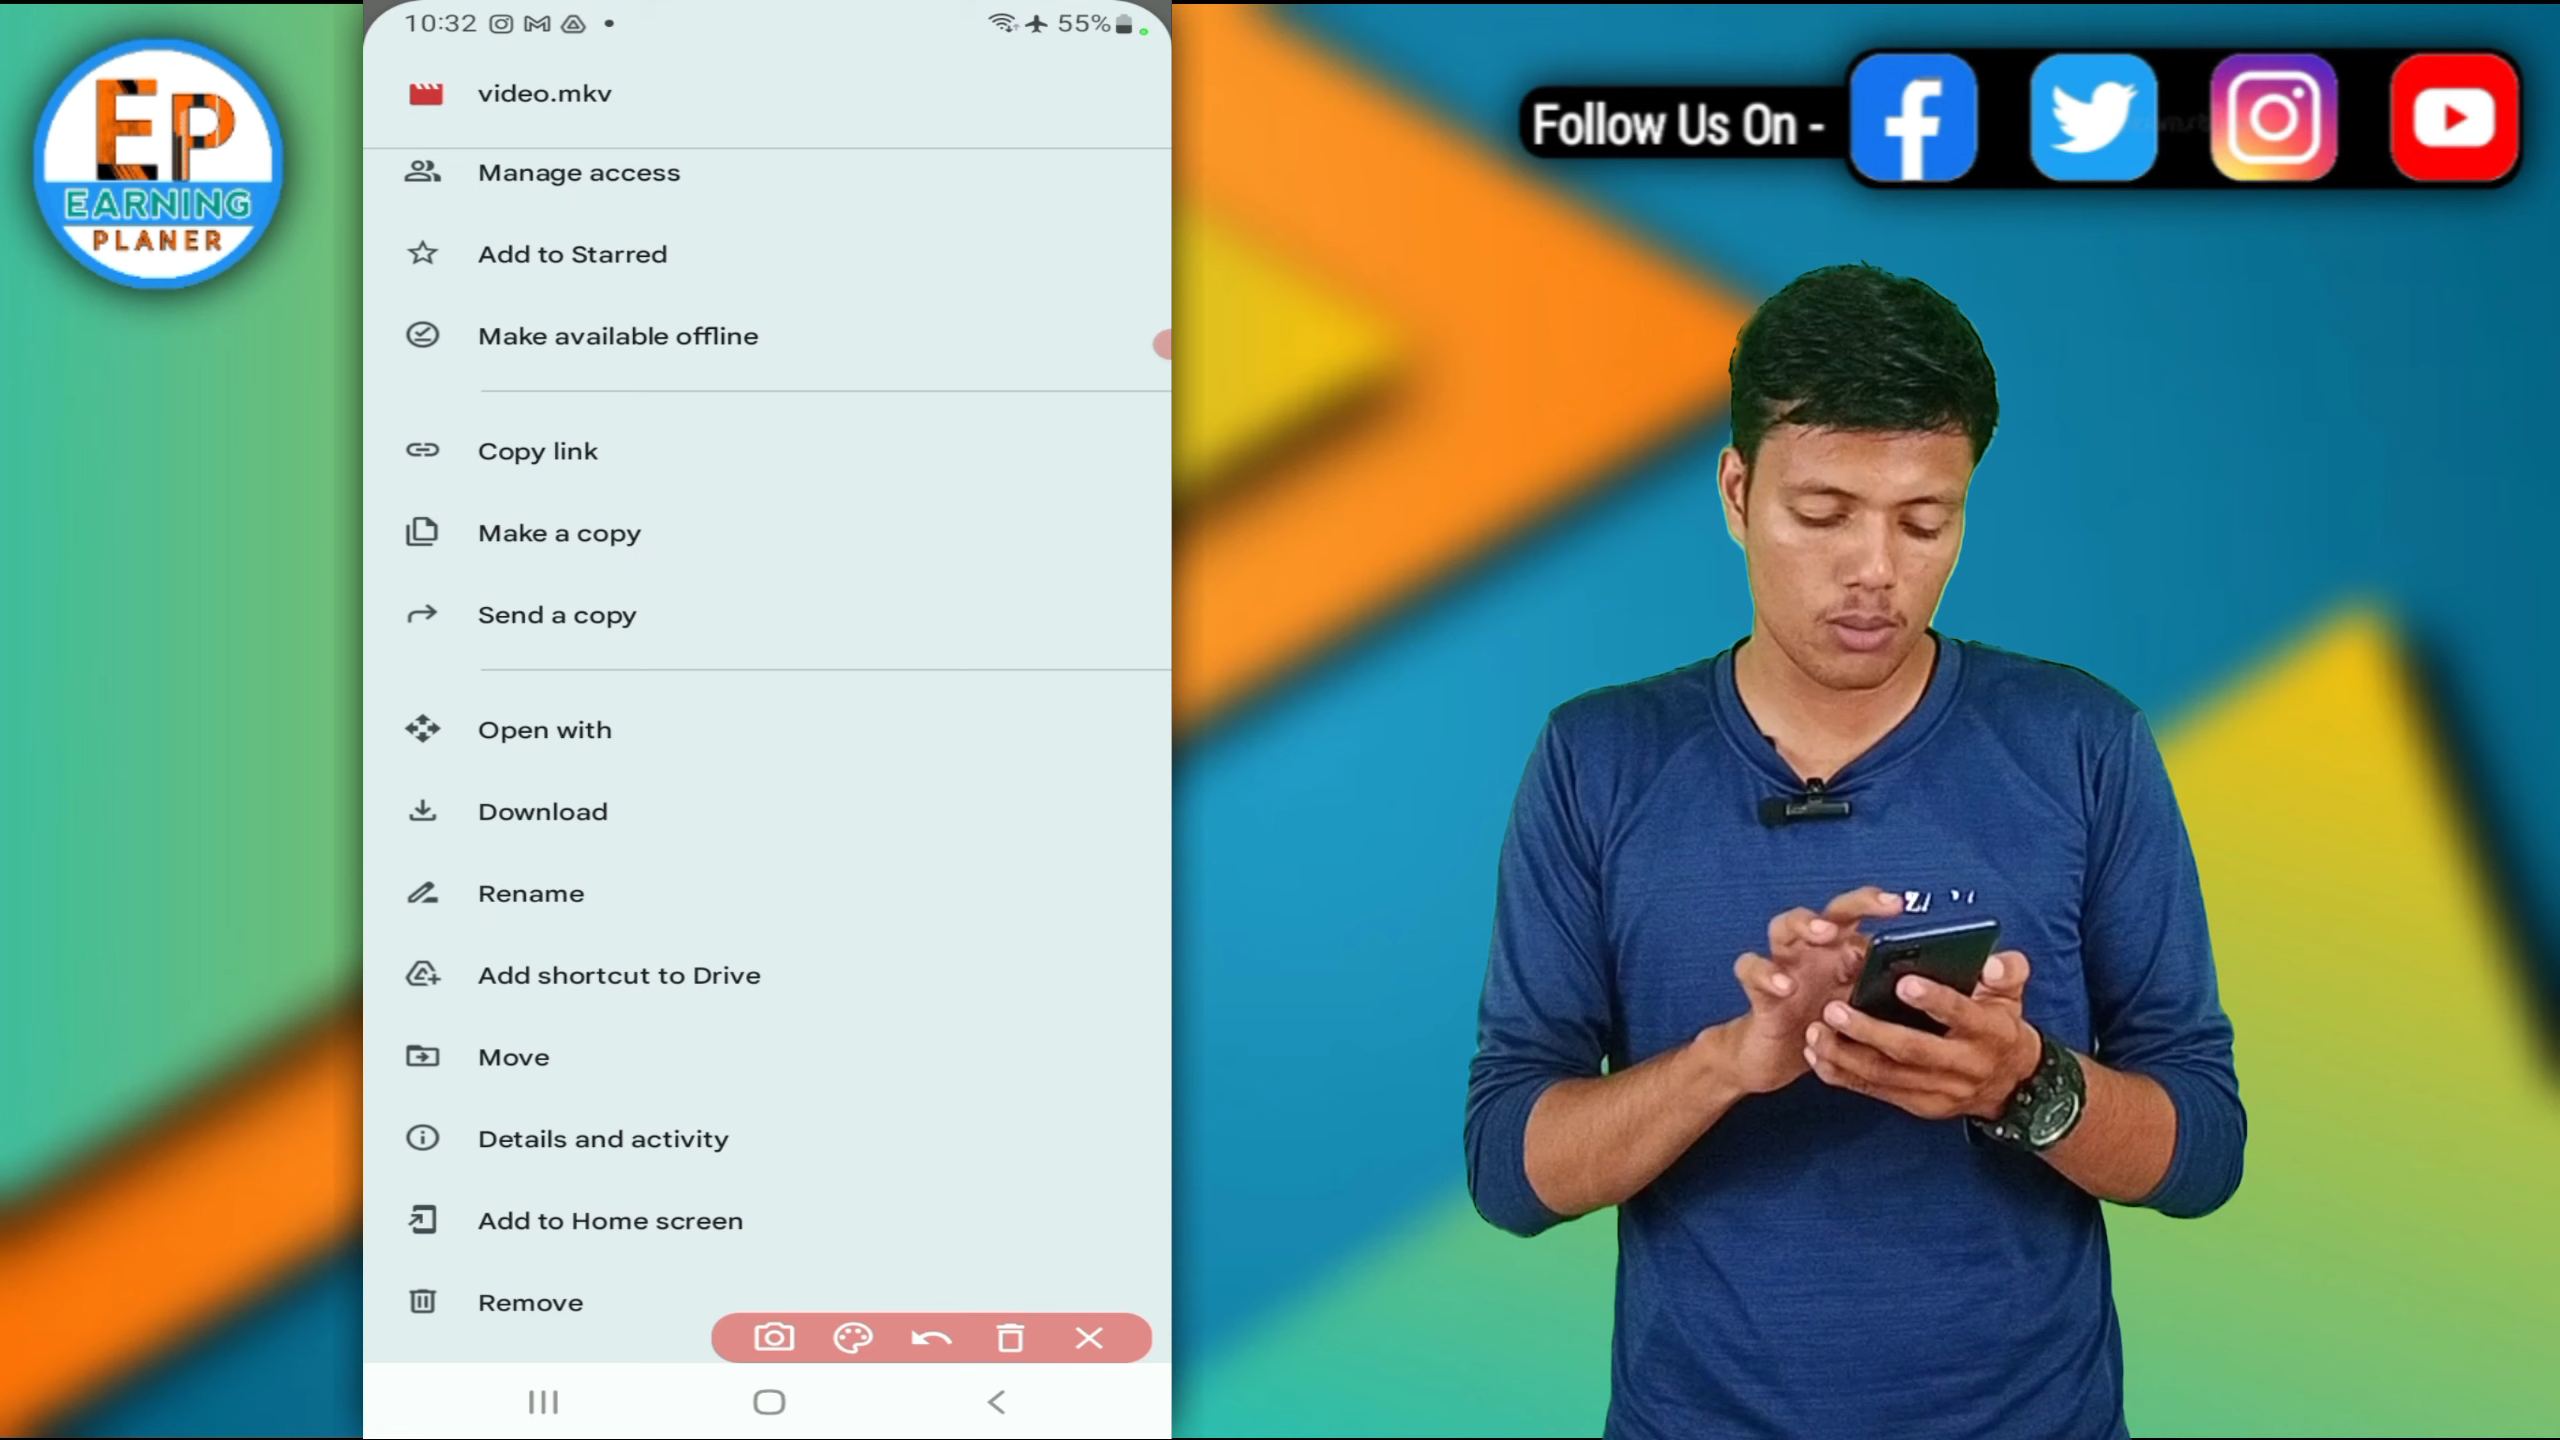 EP
EARNING
PLANER
10:32
55%
video.mkv
Manage access
Add to Starred
Make available offline
Copy link
Make a copy
Send a copy
Open with
Download
Rename
Add shortcut to Drive
Move
Details and activity
Add to Home screen
Remove
Follow Us On -